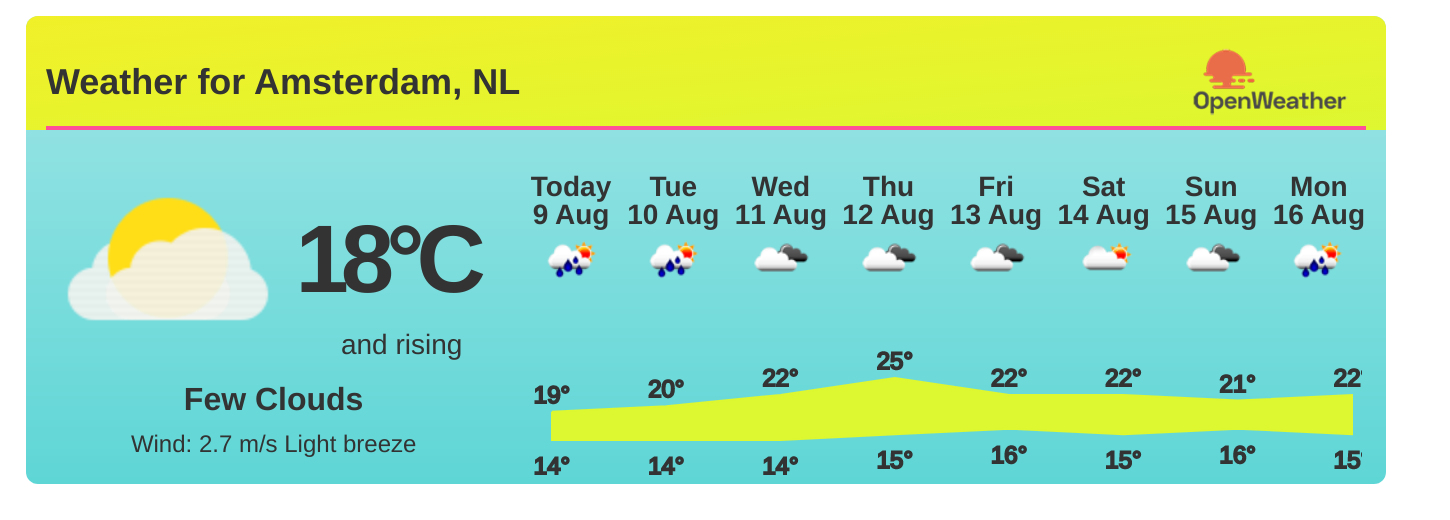 Weather for Amsterdam, NL
OpenWeather
18°C
and rising
Few Clouds
Wind: 2.7 m/s Light breeze
Today Tue Wed Thu Fri Sat Sun Mon
9 Aug 10 Aug 11 Aug 12 Aug 13 Aug 14 Aug 15 Aug 16 Aug
19° 20° 22° 25° 22° 22° 21° 22°
14° 14° 14° 15° 16° 15° 16° 15°